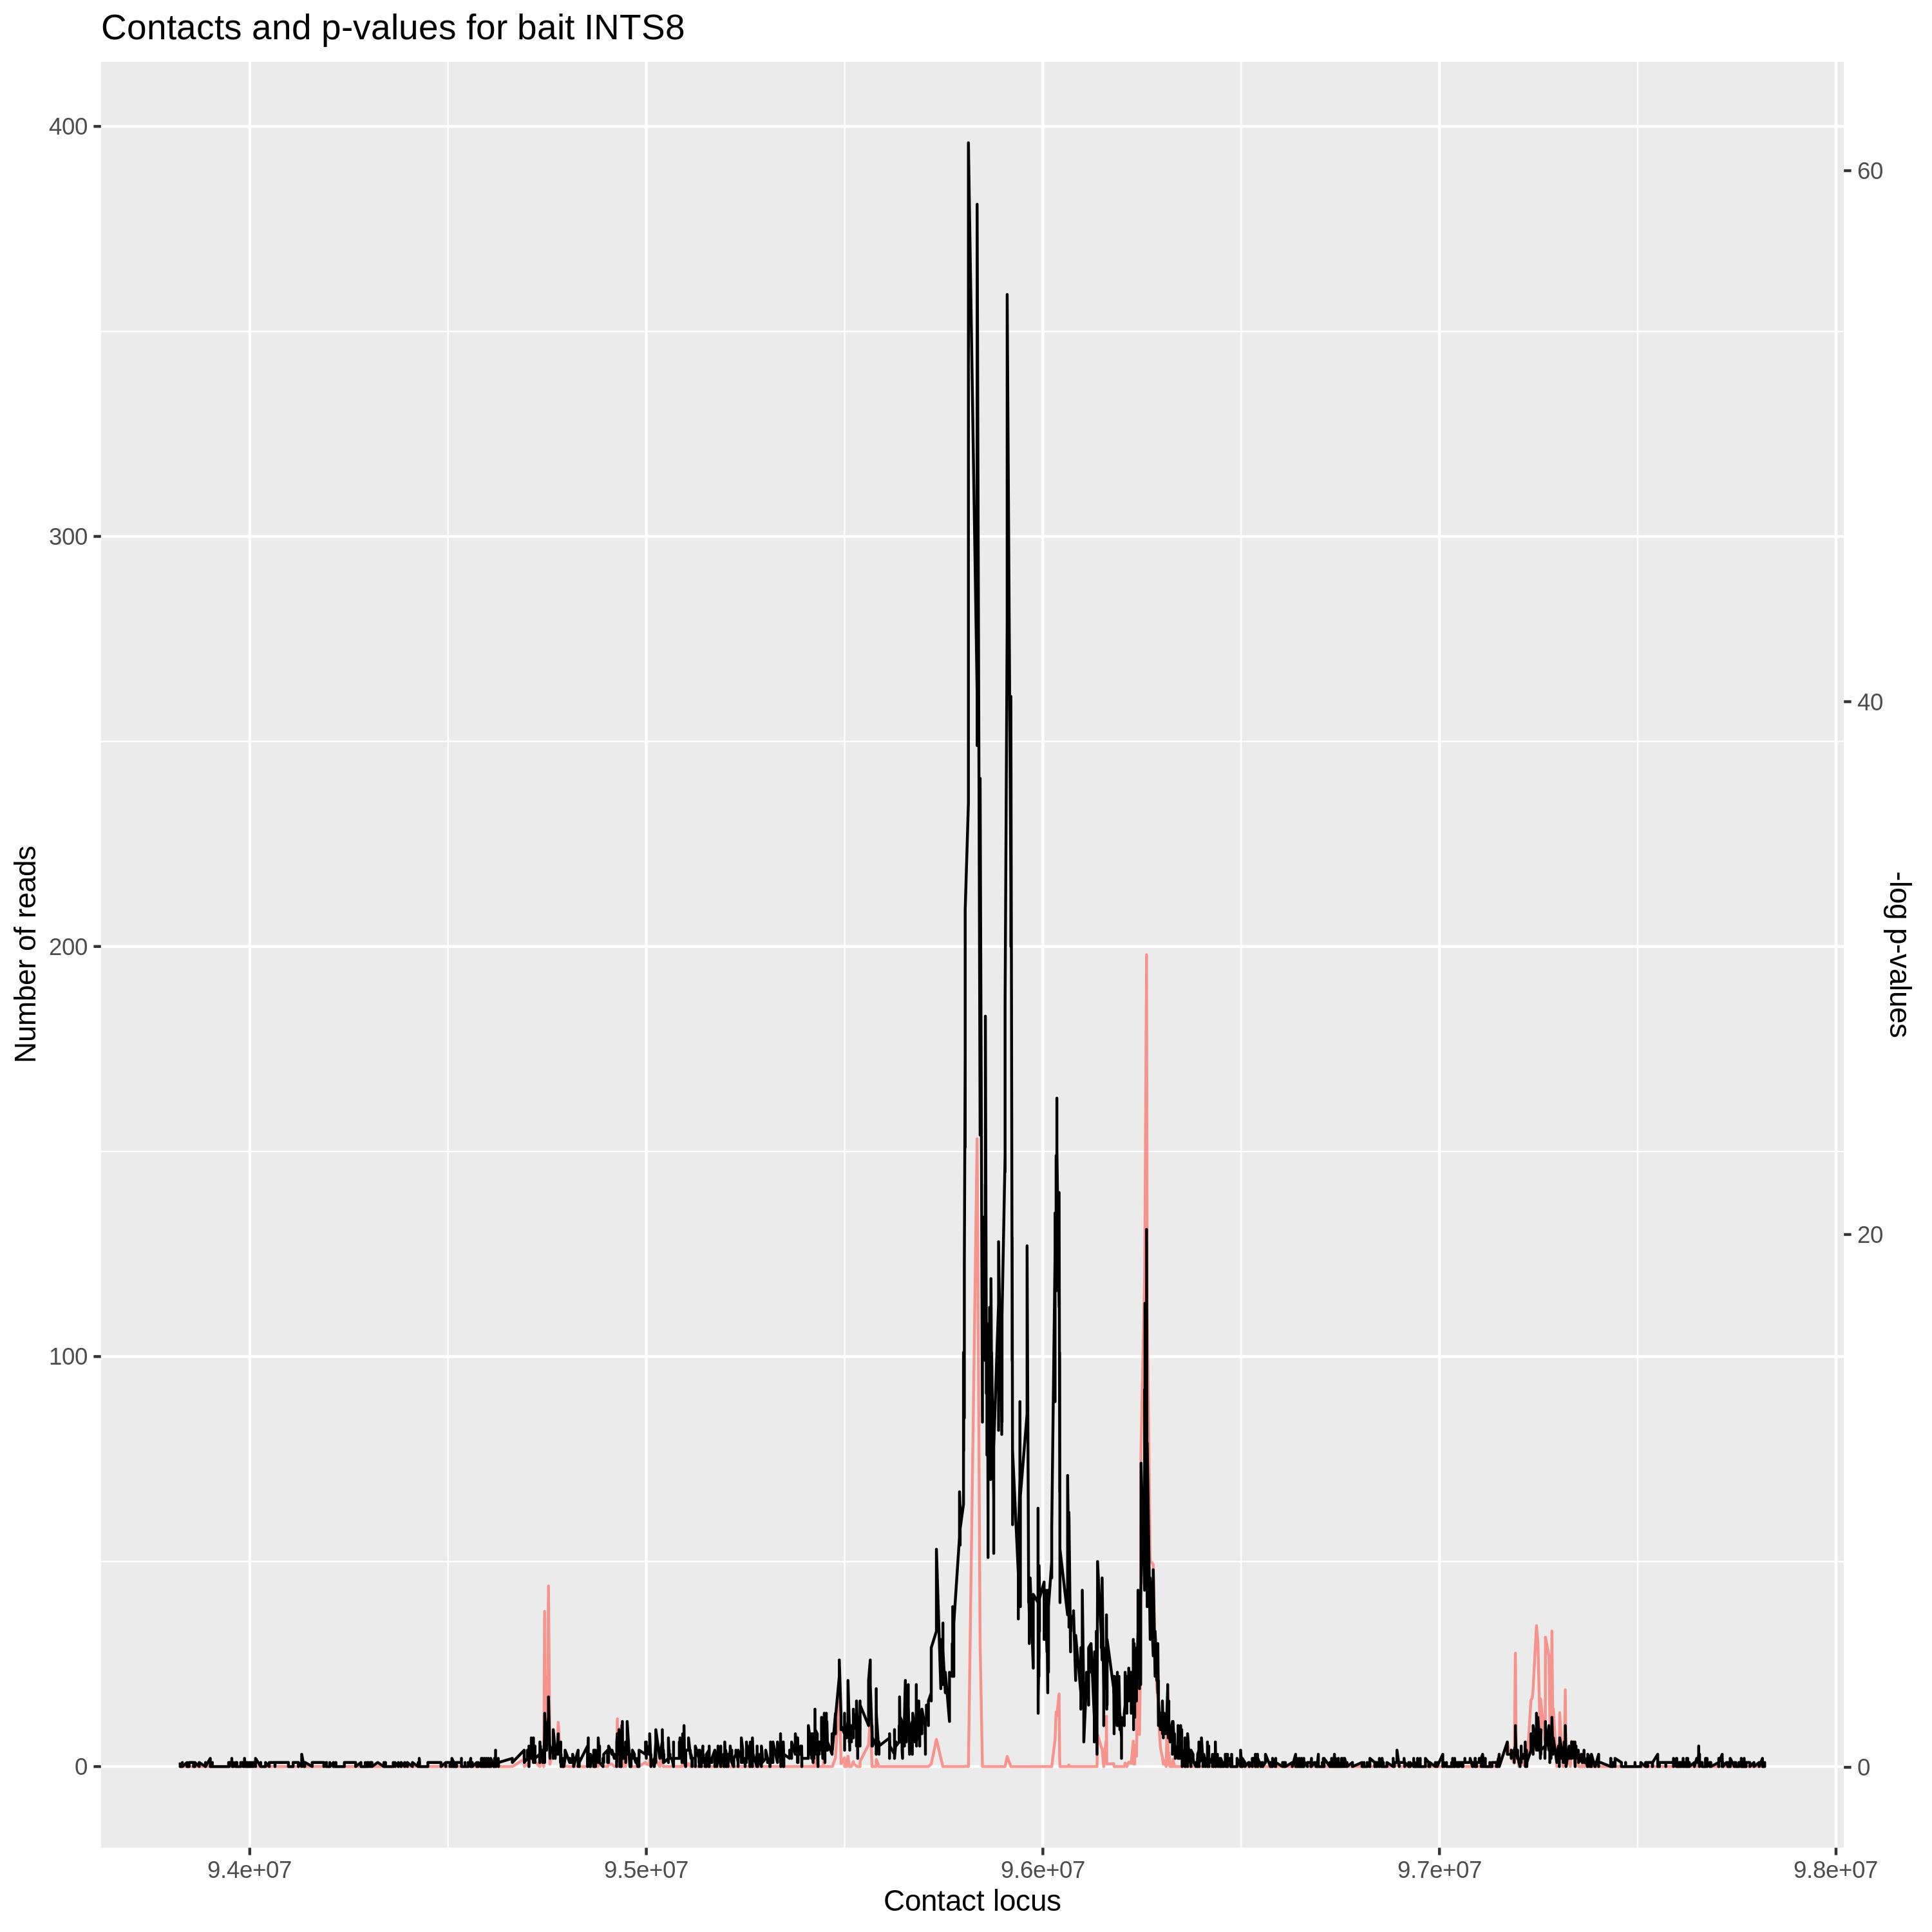 Contacts and p-values for bait INTS8
400
300
200
100
0
Number of reads
60
40
20
0
-log p-values
9.4e+07 9.5e+07 9.6e+07 9.7e+07 9.8e+07
Contact locus